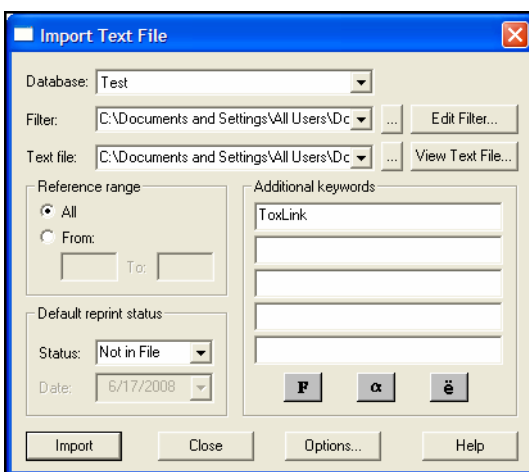 Import Text File
Database: Test
Filter: C:\Documents and Settings\All Users\Dc ... Edit Filter...
Text file: C:\Documents and Settings\All Users\Dc ... View Text File...
Reference range
All
From:
To:
Additional keywords
ToxLink
Default reprint status
Status: Not in File
Date: 6/17/2008
F α ë
Import Close Options... Help